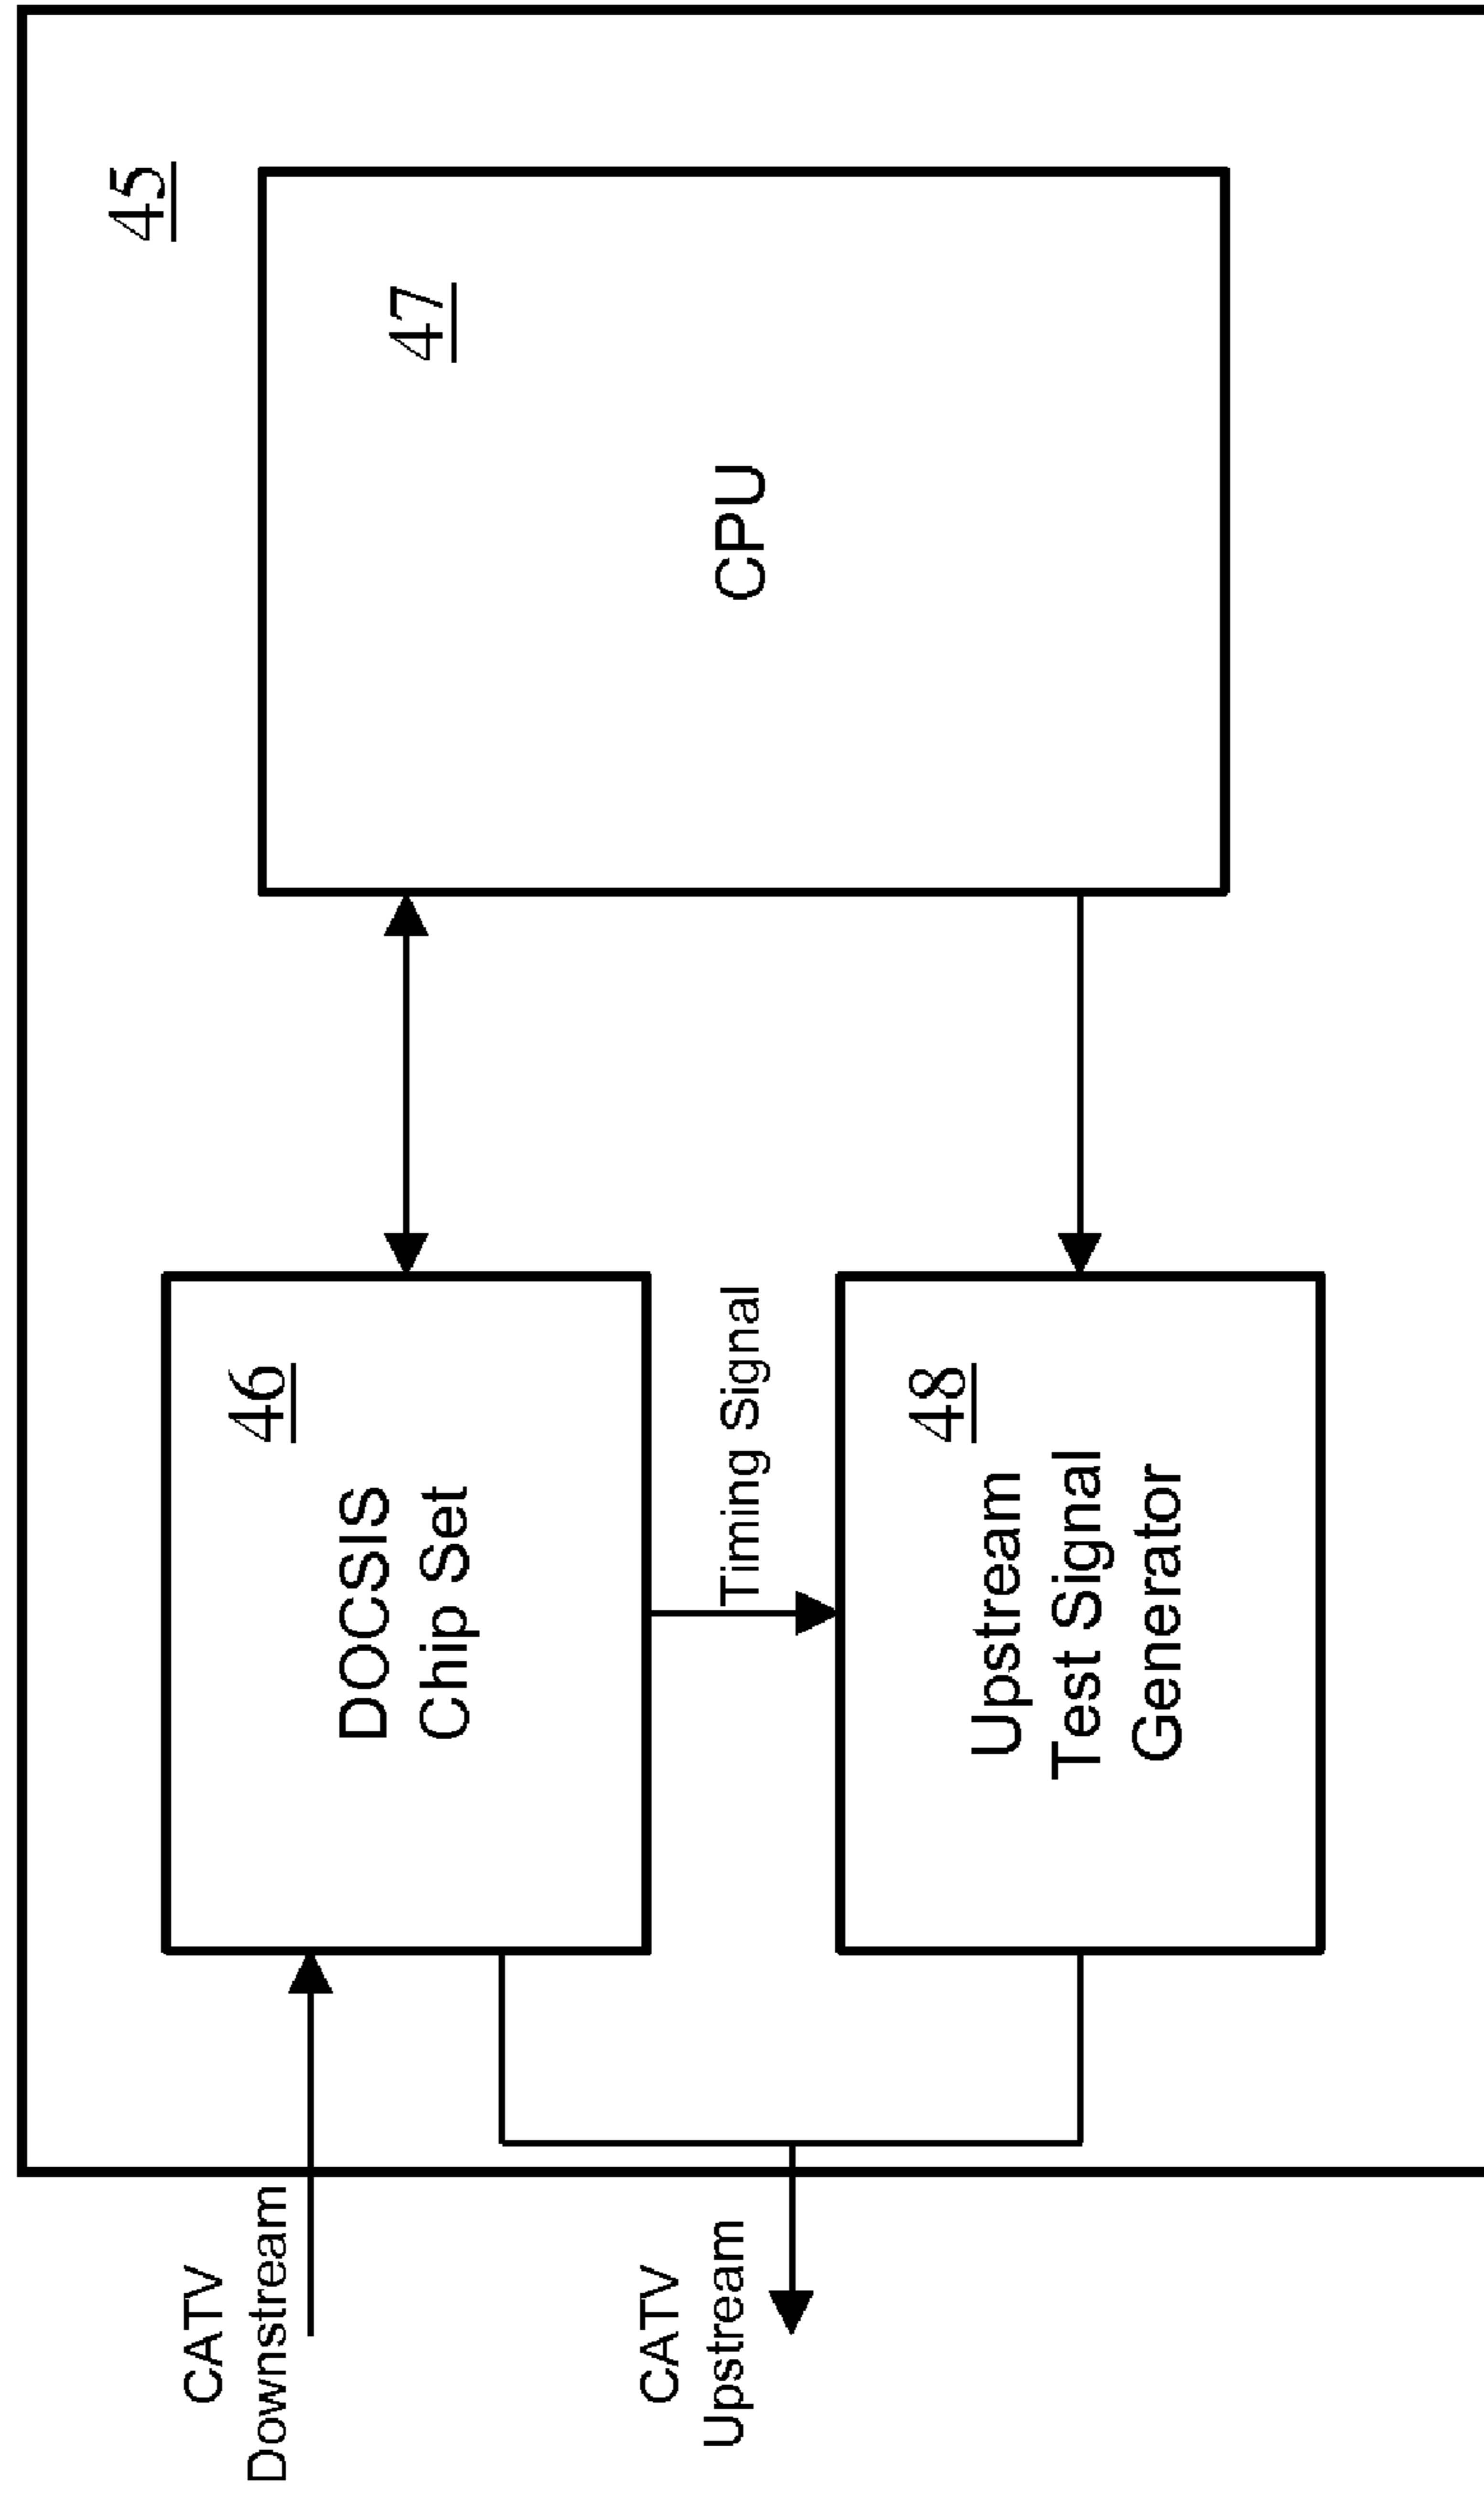 45
CATV
Downstream
46
DOCSIS
Chip Set
47
CPU
Timing Signal
CATV
Upstream
48
Upstream
Test Signal
Generator